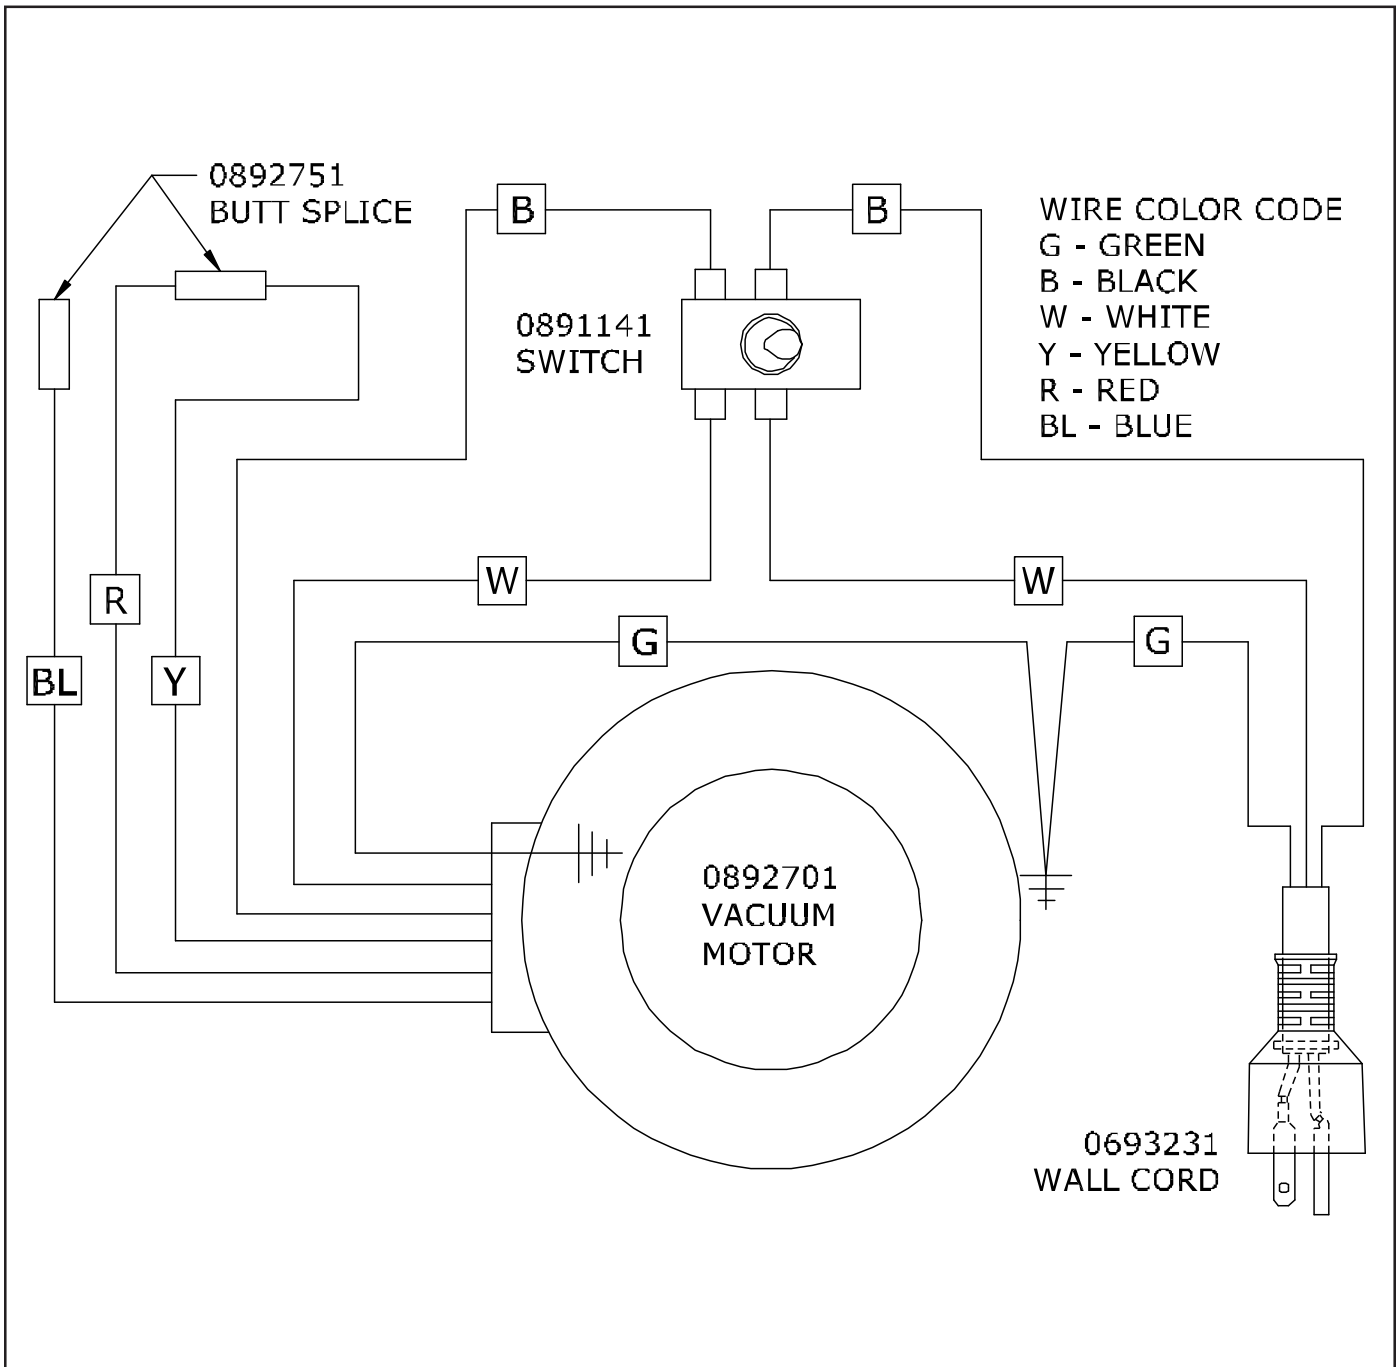 0892751
BUTT SPLICE
B
B
WIRE COLOR CODE
G - GREEN
B - BLACK
W - WHITE
Y - YELLOW
R - RED
BL - BLUE
0891141
SWITCH
W
W
R
G
G
BL
Y
0892701
VACUUM
MOTOR
0693231
WALL CORD